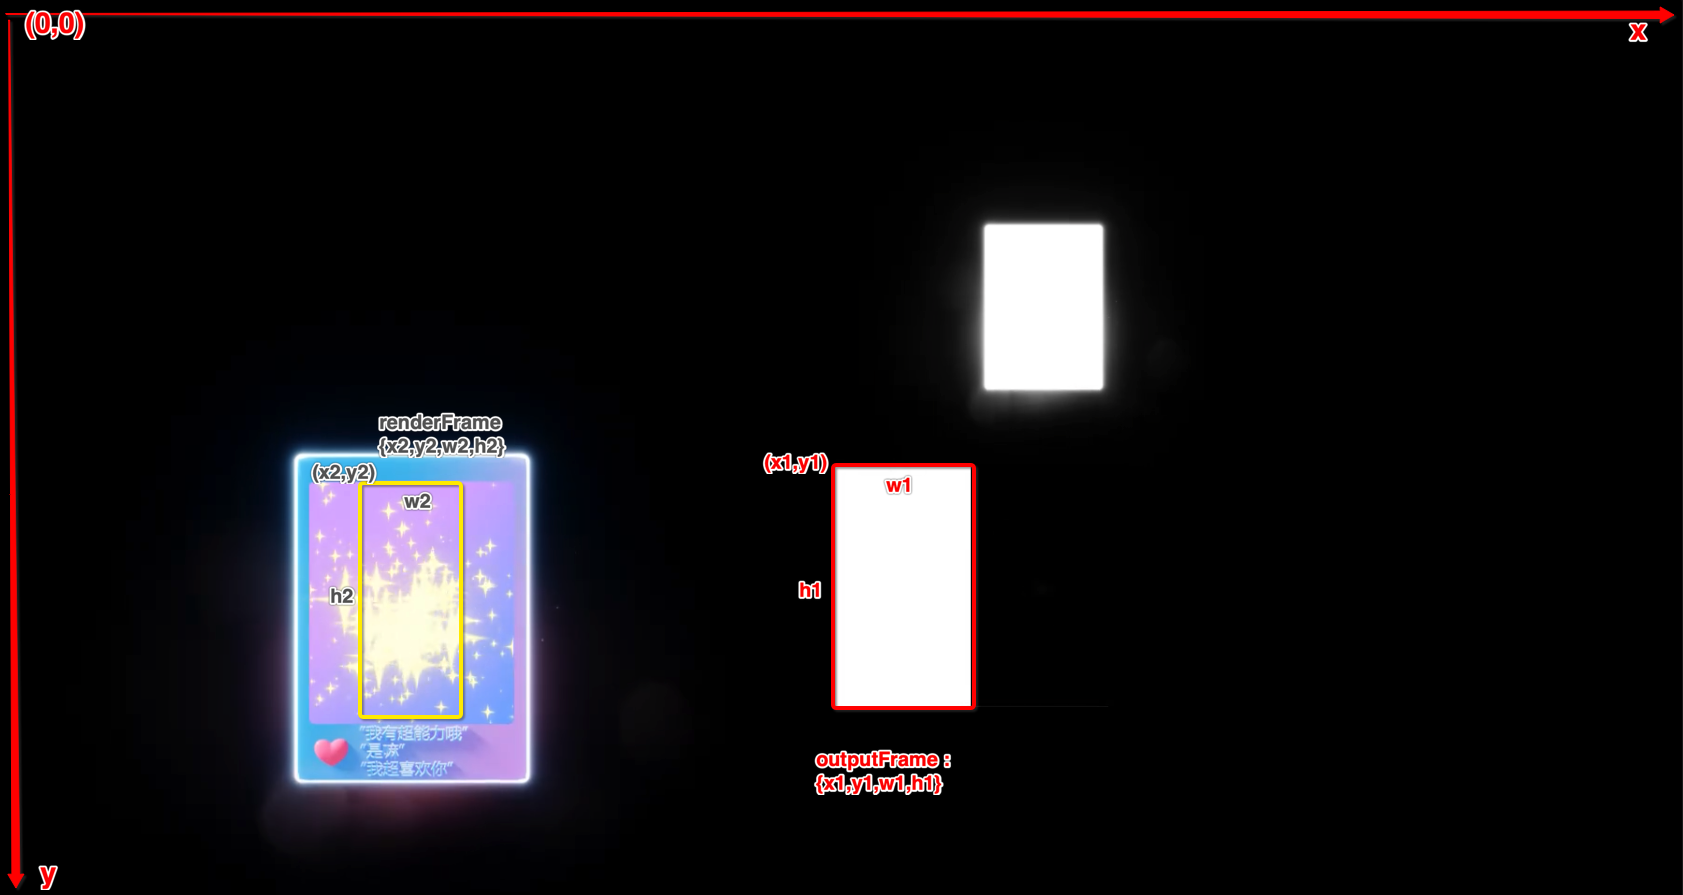 (0,0)
x
renderFrame
{x2,y2,w2,h2}
(x2,y2)
w2
h2
(x1,y1)
w1
h1
"我有超能力哦"
"是嘛"
"我超喜欢你"
outputFrame :
{x1,y1,w1,h1}
y